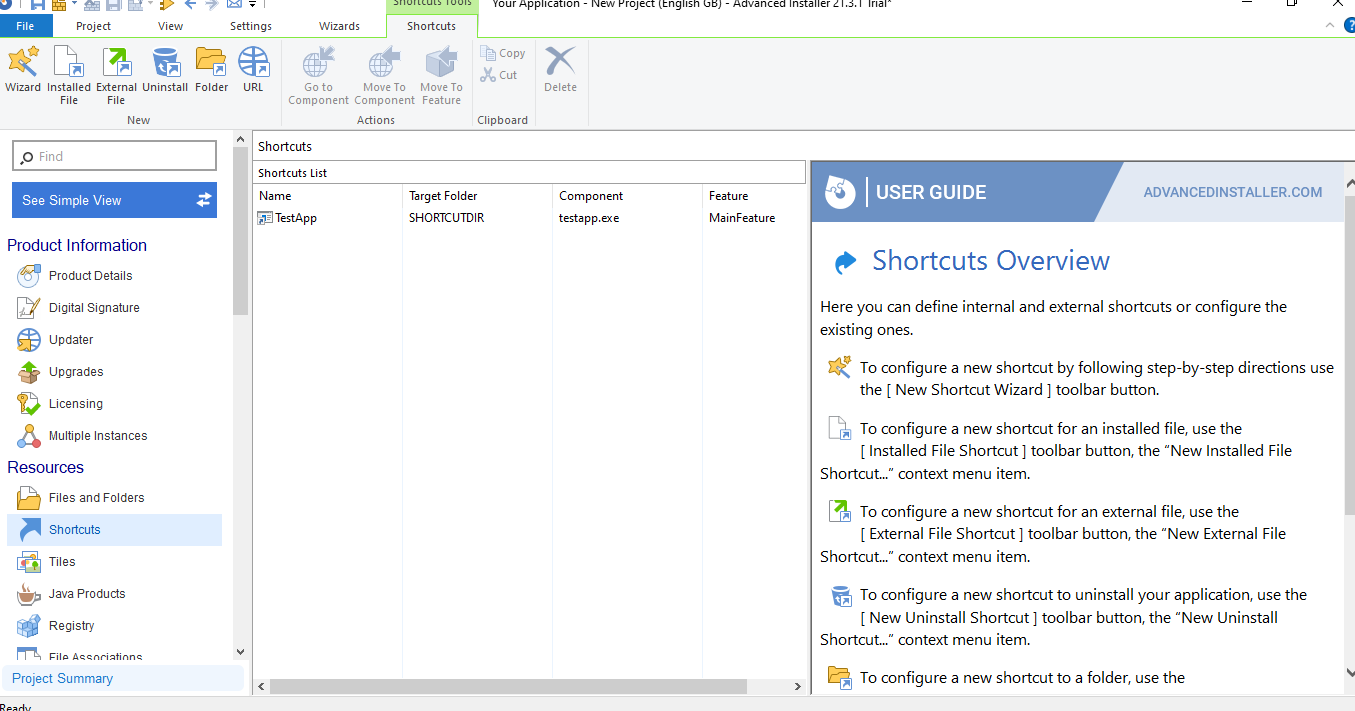 Shortcuts Tools
Your Application - New Project (English GB) - Advanced Installer 21.3.1 Trial*
File
Project
View
Settings
Wizards
Shortcuts
Wizard
Installed
File
External
File
Uninstall
Folder
URL
New
Go to
Component
Move To
Component
Move To
Feature
Actions
Copy
Cut
Clipboard
Delete
Find
See Simple View
Product Information
Product Details
Digital Signature
Updater
Upgrades
Licensing
Multiple Instances
Resources
Files and Folders
Shortcuts
Tiles
Java Products
Registry
File Associations
Project Summary
Ready
Shortcuts
Shortcuts List
Name Target Folder Component Feature
TestApp SHORTCUTDIR testapp.exe MainFeature
USER GUIDE
ADVANCEDINSTALLER.COM
Shortcuts Overview
Here you can define internal and external shortcuts or configure the
existing ones.
To configure a new shortcut by following step-by-step directions use
the [ New Shortcut Wizard ] toolbar button.
To configure a new shortcut for an installed file, use the
[ Installed File Shortcut ] toolbar button, the “New Installed File
Shortcut...” context menu item.
To configure a new shortcut for an external file, use the
[ External File Shortcut ] toolbar button, the “New External File
Shortcut...” context menu item.
To configure a new shortcut to uninstall your application, use the
[ New Uninstall Shortcut ] toolbar button, the “New Uninstall
Shortcut...” context menu item.
To configure a new shortcut to a folder, use the